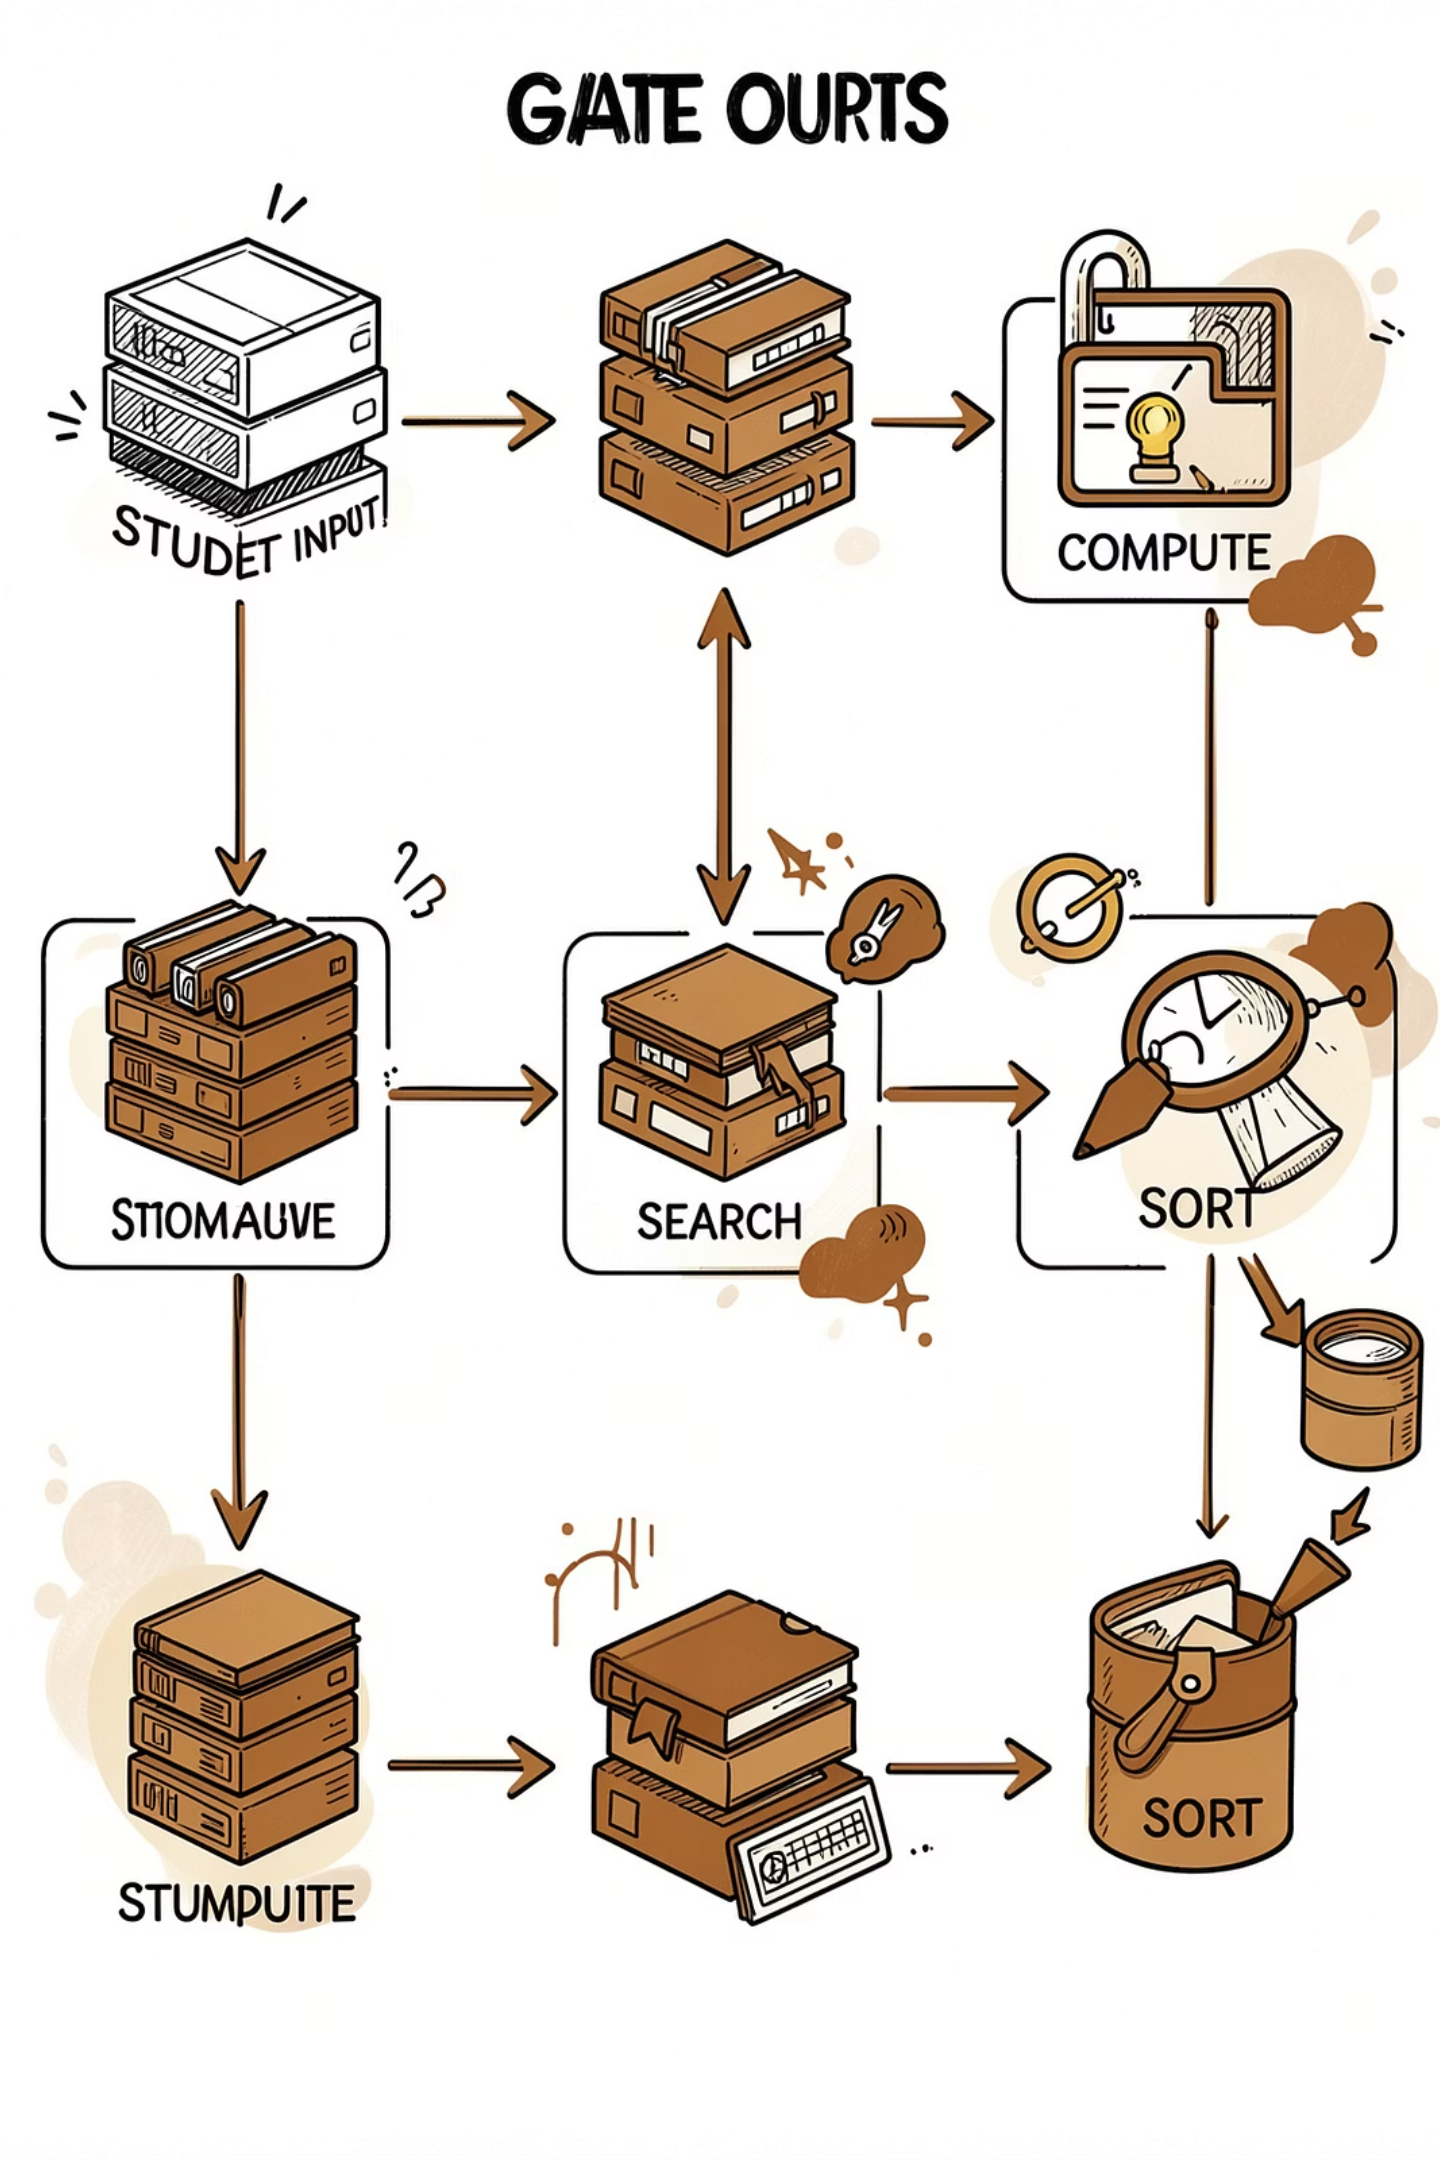 GATE OURTS
STUDET INPUT
COMPUTE
STIOMAUVE
SEARCH
SORT
STUMPUITE
SORT